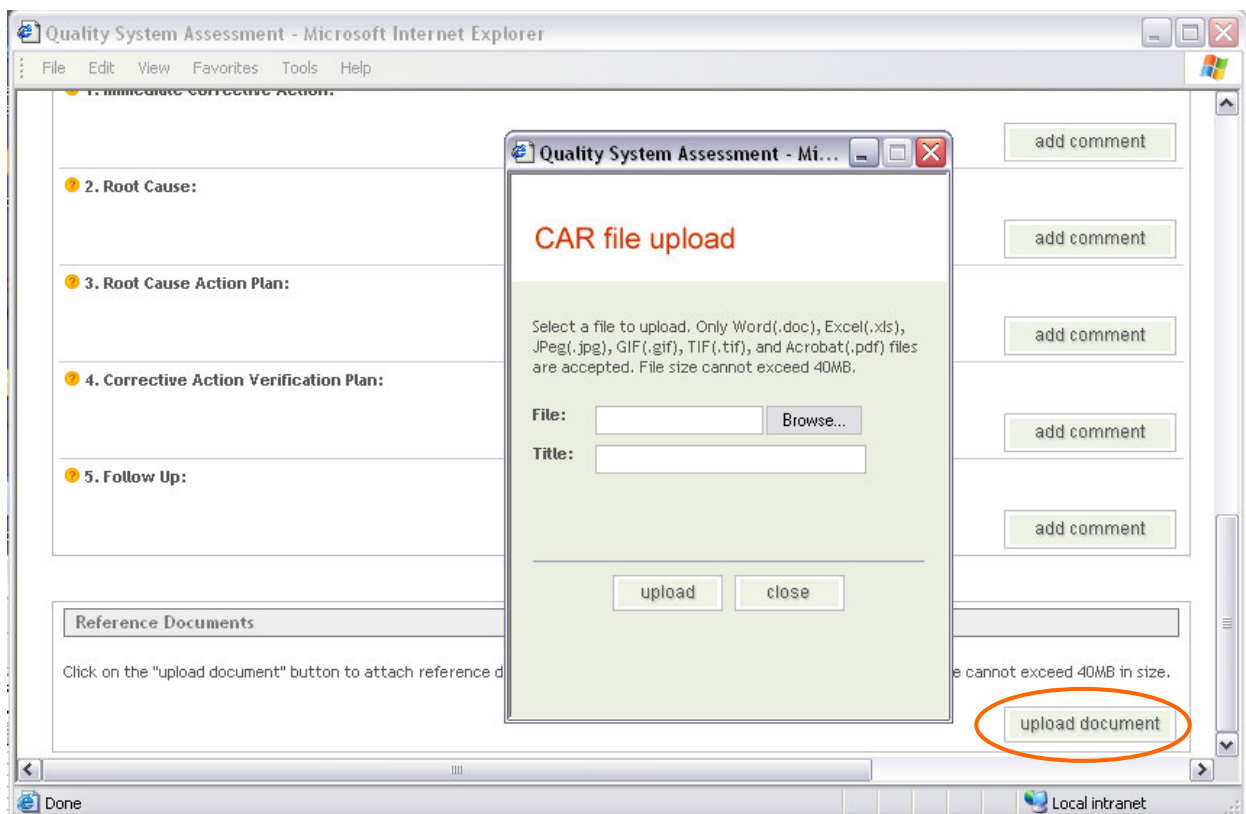 Quality System Assessment - Microsoft Internet Explorer
File Edit View Favorites Tools Help
1. Immediate Corrective Action:
add comment
2. Root Cause:
add comment
3. Root Cause Action Plan:
add comment
4. Corrective Action Verification Plan:
add comment
5. Follow Up:
add comment
Reference Documents
Click on the "upload document" button to attach reference d
e cannot exceed 40MB in size.
upload document
Done
Local intranet
Quality System Assessment - Mi...
CAR file upload
Select a file to upload. Only Word(.doc), Excel(.xls),
JPeg(.jpg), GIF(.gif), TIF(.tif), and Acrobat(.pdf) files
are accepted. File size cannot exceed 40MB.
File:
Browse...
Title:
upload close